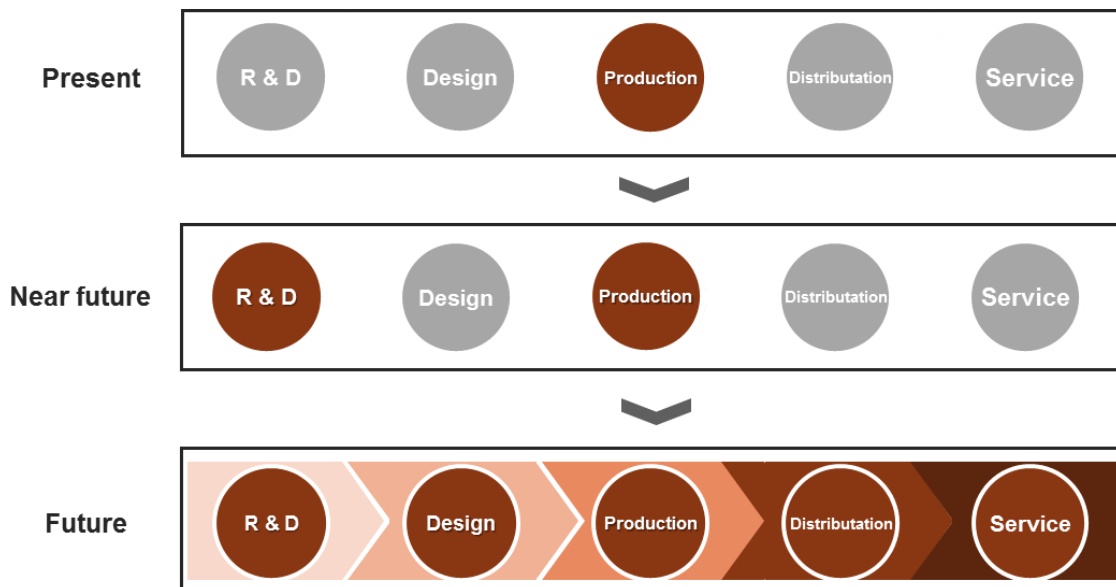 Present
R & D
Design
Production
Distributation
Service
Near future
R & D
Design
Production
Distributation
Service
Future
R & D
Design
Production
Distributation
Service